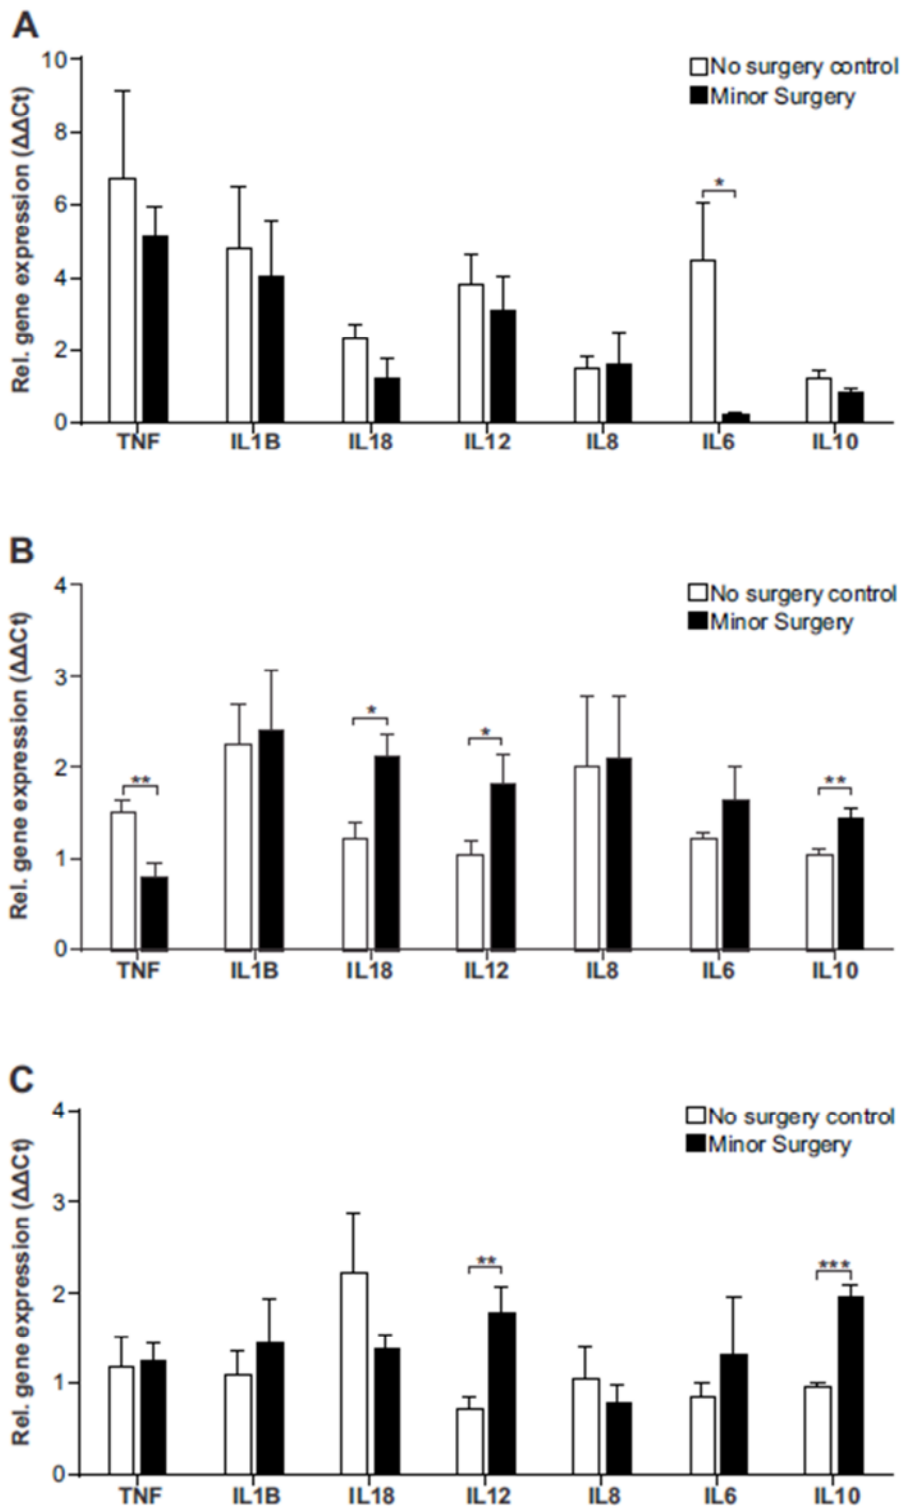 A
10
8
6
4
2
0
Rel. gene expression (ΔΔCt)
No surgery control
Minor Surgery
*
TNF IL1B IL18 IL12 IL8 IL6 IL10
B
4
3
2
1
0
Rel. gene expression (ΔΔCt)
No surgery control
Minor Surgery
** * * **
TNF IL1B IL18 IL12 IL8 IL6 IL10
C
4
3
2
1
0
Rel. gene expression (ΔΔCt)
No surgery control
Minor Surgery
** ***
TNF IL1B IL18 IL12 IL8 IL6 IL10